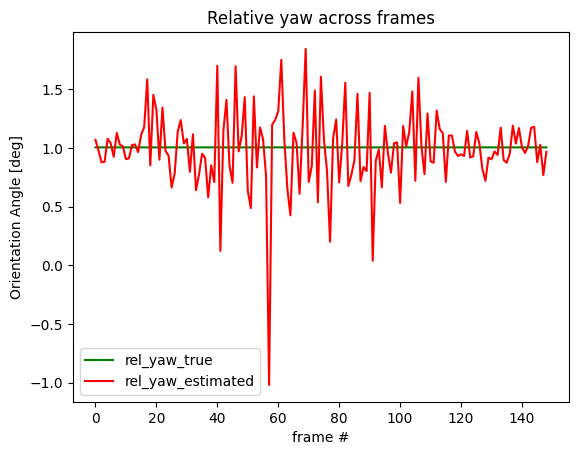 Relative yaw across frames
Orientation Angle [deg]
1.5
1.0
0.5
0.0
−0.5
−1.0
rel_yaw_true
rel_yaw_estimated
0 20 40 60 80 100 120 140
frame #